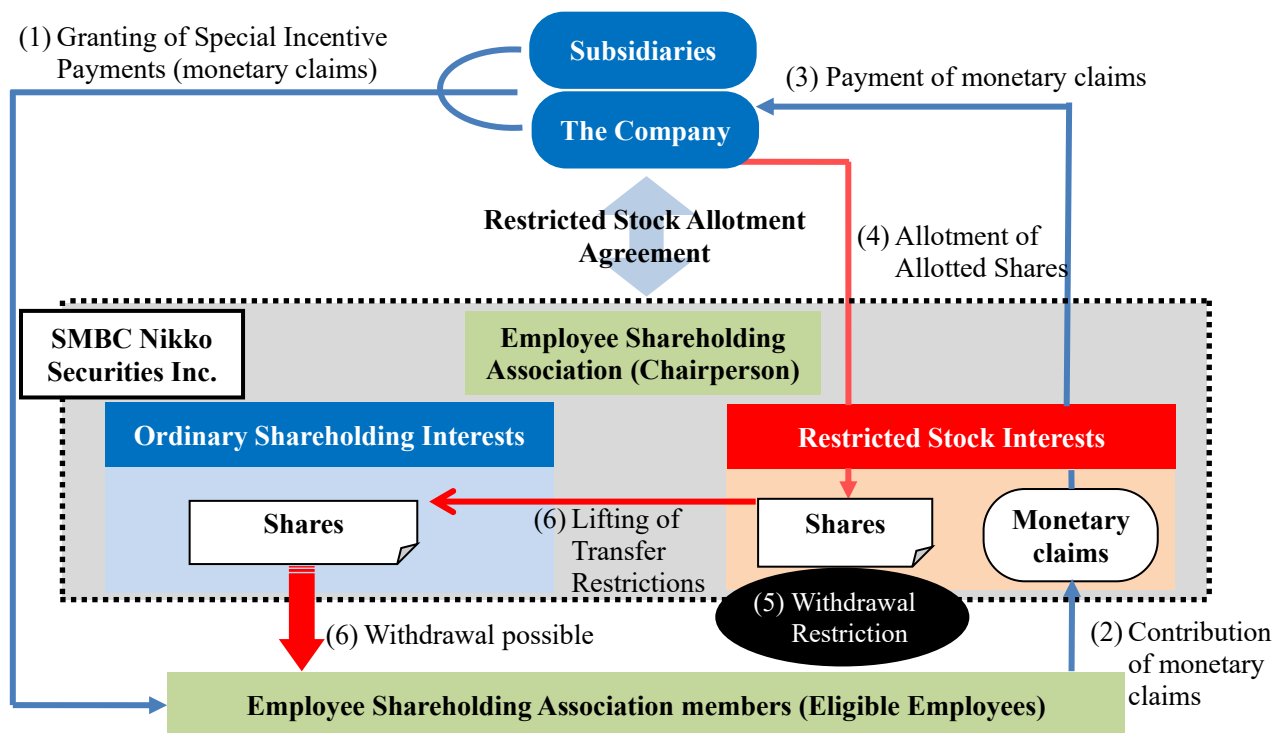 (1) Granting of Special Incentive
Payments (monetary claims)
Subsidiaries
The Company
(3) Payment of monetary claims
Restricted Stock Allotment
Agreement
(4) Allotment of
Allotted Shares
SMBC Nikko
Securities Inc.
Employee Shareholding
Association (Chairperson)
Ordinary Shareholding Interests
Restricted Stock Interests
Shares
(6) Lifting of
Transfer
Restrictions
Shares
Monetary
claims
(5) Withdrawal
Restriction
(6) Withdrawal possible
(2) Contribution
of monetary
claims
Employee Shareholding Association members (Eligible Employees)